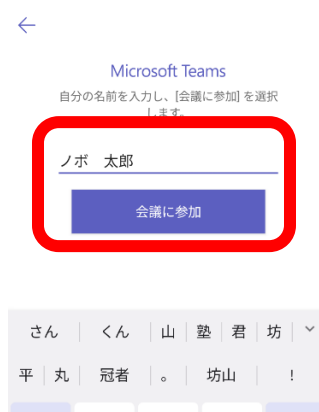 ←
Microsoft Teams
自分の名前を入力し、[会議に参加] を選択
します。
ノボ　太郎
会議に参加
さん くん 山 塾 君 坊
平 丸 冠者 。 坊山 !